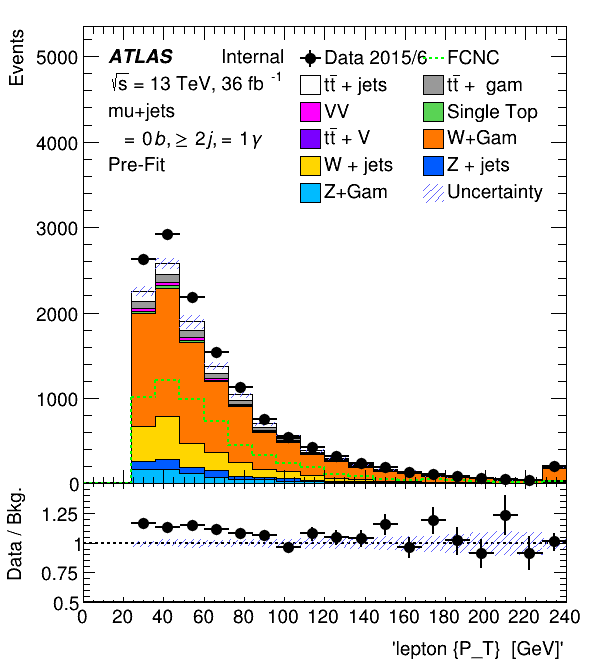 Events
5000
4000
3000
2000
1000
0
ATLAS Internal
√s = 13 TeV, 36 fb -1
mu+jets
= 0b, ≥ 2j, = 1γ
Pre-Fit
Data 2015/6 FCNC
tt̄ + jets tt̄ + gam
VV Single Top
tt̄ + V W+Gam
W + jets Z + jets
Z+Gam Uncertainty
Data / Bkg.
1.25
1
0.75
0.5
0 20 40 60 80 100 120 140 160 180 200 220 240
'lepton {P_T} [GeV]'